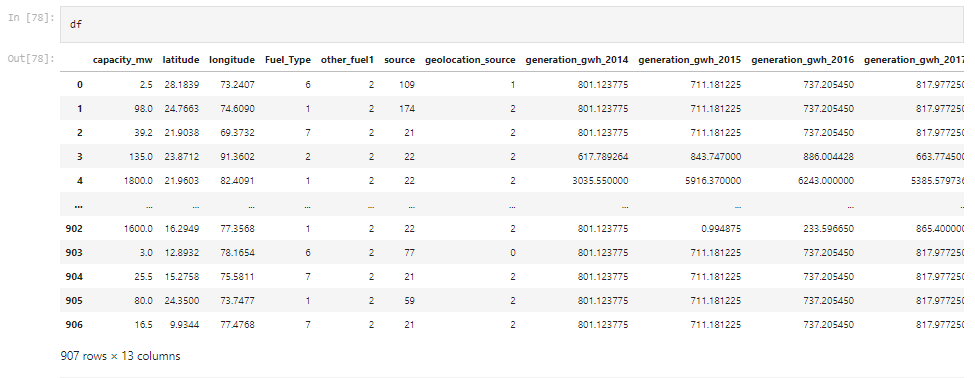 In [78]: df
Out[78]:
capacity_mw latitude longitude Fuel_Type other_fuel1 source geolocation_source generation_gwh_2014 generation_gwh_2015 generation_gwh_2016 generation_gwh_2017
0 2.5 28.1839 73.2407 6 2 109 1 801.123775 711.181225 737.205450 817.977250
1 98.0 24.7663 74.6090 1 2 174 2 801.123775 711.181225 737.205450 817.977250
2 39.2 21.9038 69.3732 7 2 21 2 801.123775 711.181225 737.205450 817.977250
3 135.0 23.8712 91.3602 2 2 22 2 617.789264 843.747000 886.004428 663.774500
4 1800.0 21.9603 82.4091 1 2 22 2 3035.550000 5916.370000 6243.000000 5385.579736
... ... ... ... ... ... ... ... ... ... ... ...
902 1600.0 16.2949 77.3568 1 2 22 2 801.123775 0.994875 233.596650 865.400000
903 3.0 12.8932 78.1654 6 2 77 0 801.123775 711.181225 737.205450 817.977250
904 25.5 15.2758 75.5811 7 2 21 2 801.123775 711.181225 737.205450 817.977250
905 80.0 24.3500 73.7477 1 2 59 2 801.123775 711.181225 737.205450 817.977250
906 16.5 9.9344 77.4768 7 2 21 2 801.123775 711.181225 737.205450 817.977250
907 rows × 13 columns